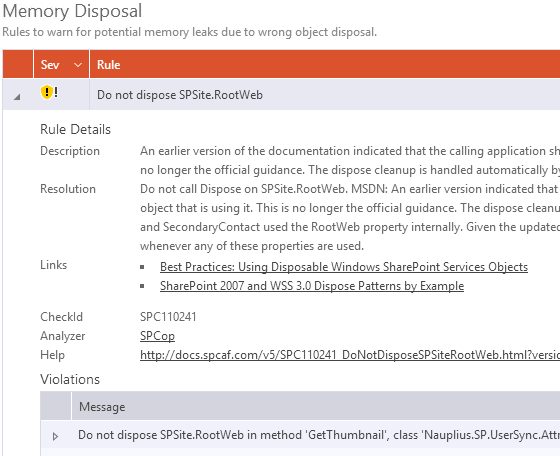 Memory Disposal
Rules to warn for potential memory leaks due to wrong object disposal.
Sev Rule
! Do not dispose SPSite.RootWeb
Rule Details
Description An earlier version of the documentation indicated that the calling application sh
no longer the official guidance. The dispose cleanup is handled automatically by
Resolution Do not call Dispose on SPSite.RootWeb. MSDN: An earlier version indicated that
object that is using it. This is no longer the official guidance. The dispose cleanu
and SecondaryContact used the RootWeb property internally. Given the updated
whenever any of these properties are used.
Links Best Practices: Using Disposable Windows SharePoint Services Objects
SharePoint 2007 and WSS 3.0 Dispose Patterns by Example
CheckId SPC110241
Analyzer SPCop
Help http://docs.spcaf.com/v5/SPC110241_DoNotDisposeSPSiteRootWeb.html?versio
Violations
Message
Do not dispose SPSite.RootWeb in method 'GetThumbnail', class 'Nauplius.SP.UserSync.Attr